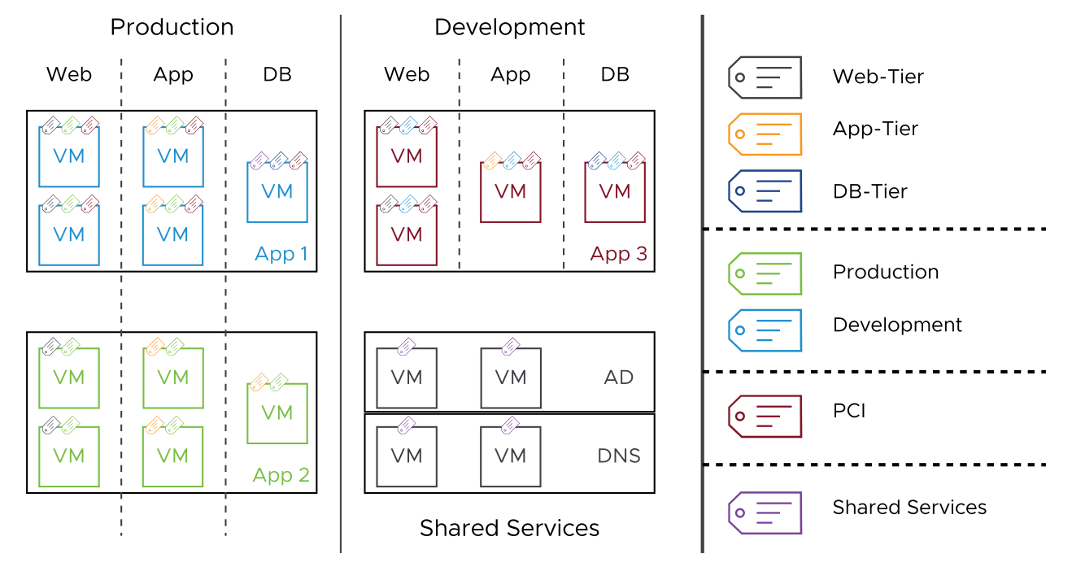 Production
Development
Web
App
DB
Web
App
DB
VM
VM
VM
VM
VM
App 1
VM
VM
VM
VM
App 3
VM
VM
VM
VM
VM
App 2
VM
VM
AD
VM
VM
DNS
Shared Services
Web-Tier
App-Tier
DB-Tier
Production
Development
PCI
Shared Services